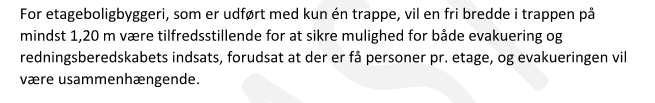 For etageboligbyggeri, som er udført med kun én trappe, vil en fri bredde i trappen på
mindst 1,20 m være tilfredsstillende for at sikre mulighed for både evakuering og
redningsberedskabets indsats, forudsat at der er få personer pr. etage, og evakueringen vil
være usammenhængende.